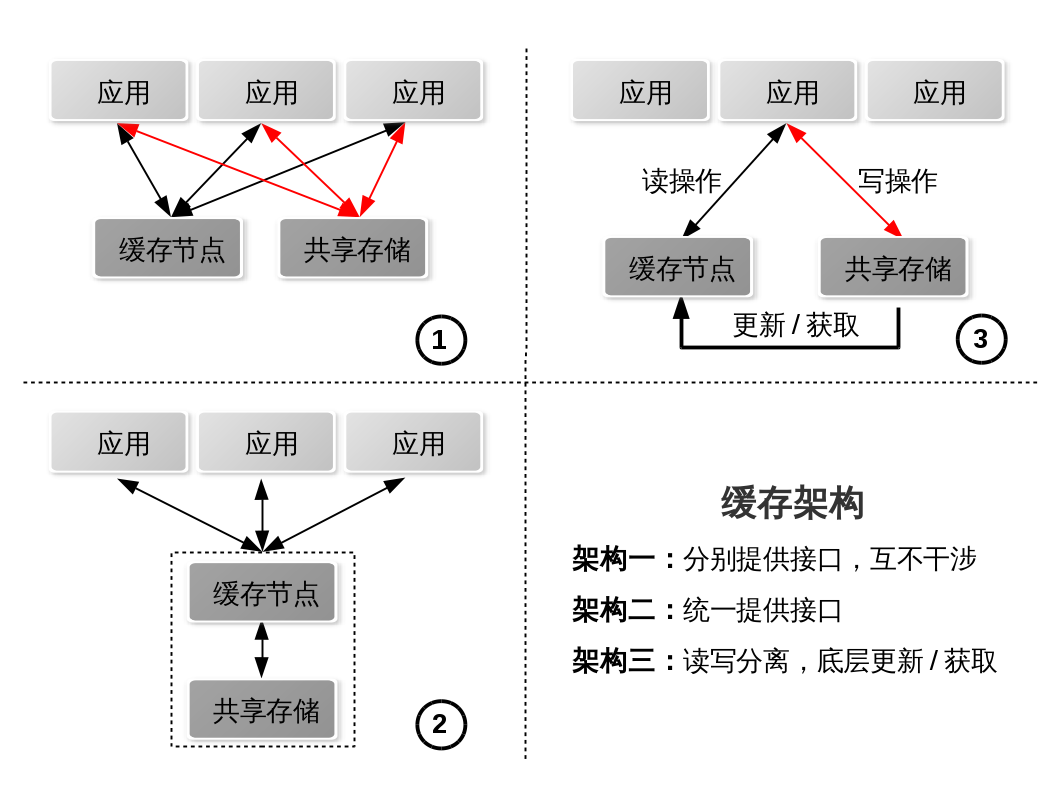 应用 应用 应用
缓存节点 共享存储
1
应用 应用 应用
读操作 写操作
缓存节点 共享存储
更新 / 获取
3
应用 应用 应用
缓存节点
共享存储
2
缓存架构
架构一：分别提供接口，互不干涉
架构二：统一提供接口
架构三：读写分离，底层更新 / 获取